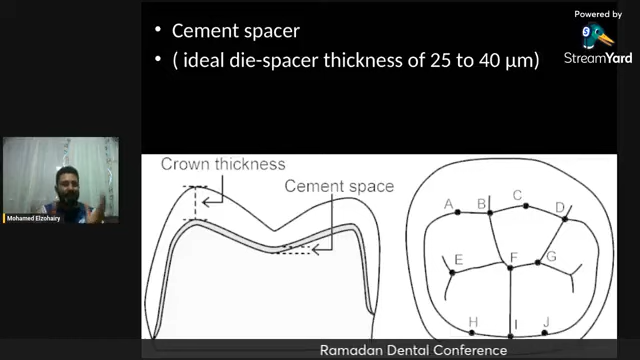 Powered by
StreamYard
• Cement spacer
• ( ideal die-spacer thickness of 25 to 40 μm)
Crown thickness
Cement space
A B C D
E F G
H I J
Mohamed Elzohairy
Ramadan Dental Conference